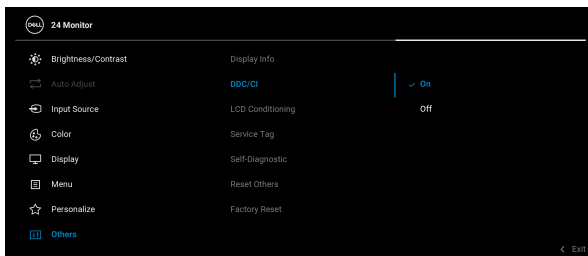 DELL 24 Monitor
Brightness/Contrast Display Info
Auto Adjust DDC/CI On
Input Source LCD Conditioning Off
Color Service Tag
Display Self-Diagnostic
Menu Reset Others
Personalize Factory Reset
Others
Exit